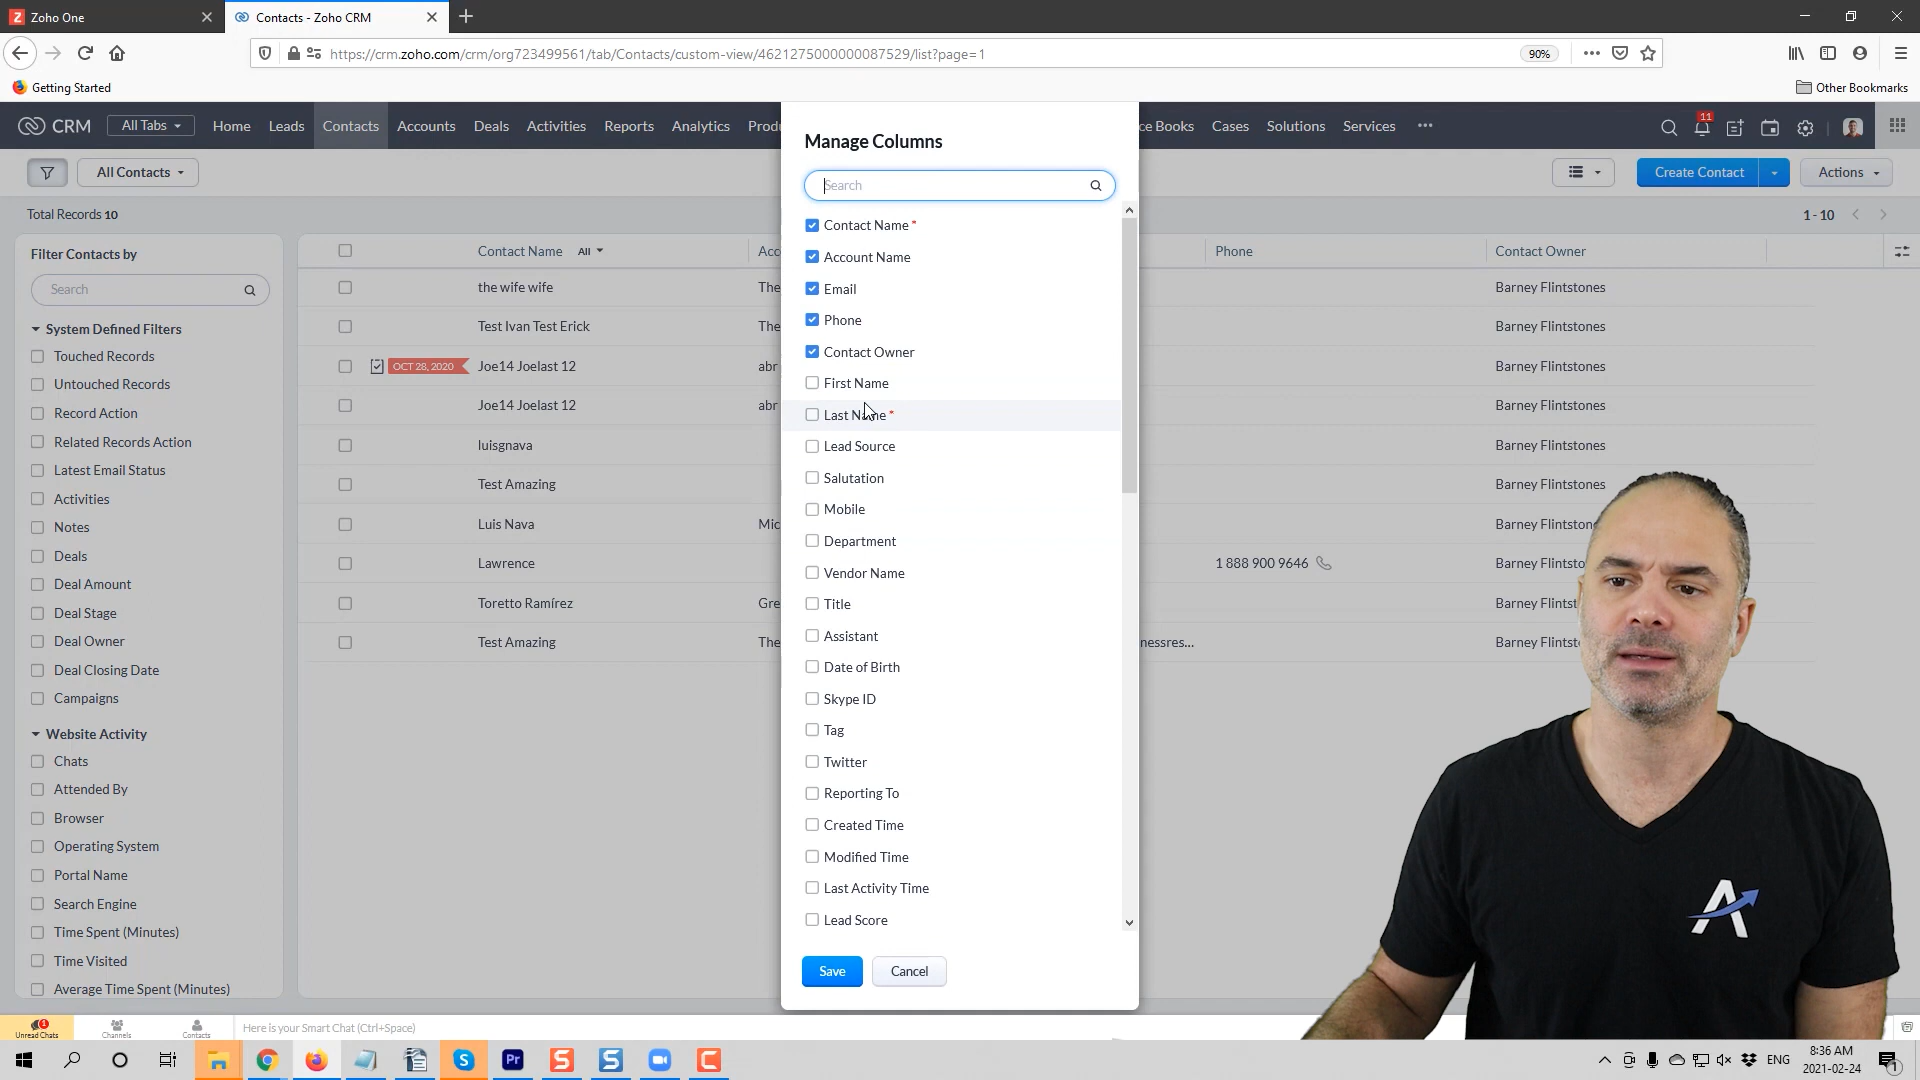 Zoho One
Contacts - Zoho CRM
https://crm.zoho.com/crm/org723499561/tab/Contacts/custom-view/4621275000000087529/list?page=1
90%
Getting Started
Other Bookmarks
CRM
All Tabs
Home
Leads
Contacts
Accounts
Deals
Activities
Reports
Analytics
Produ
ce Books
Cases
Solutions
Services
11
All Contacts
Create Contact
Actions
Total Records 10
1 - 10
Filter Contacts by
Search
System Defined Filters
Touched Records
Untouched Records
Record Action
Related Records Action
Latest Email Status
Activities
Notes
Deals
Deal Amount
Deal Stage
Deal Owner
Deal Closing Date
Campaigns
Website Activity
Chats
Attended By
Browser
Operating System
Portal Name
Search Engine
Time Spent (Minutes)
Time Visited
Average Time Spent (Minutes)
Contact Name All Acc Phone Contact Owner
the wife wife The Barney Flintstones
Test Ivan Test Erick The Barney Flintstones
OCT 28, 2020 Joe14 Joelast 12 abr Barney Flintstones
Joe14 Joelast 12 abr Barney Flintstones
luisgnava Barney Flintstones
Test Amazing Barney Flintstones
Luis Nava Mic Barney Flintston
Lawrence 1 888 900 9646 Barney Flintston
Toretto Ramírez Gre Barney Flintst
Test Amazing The nessres... Barney Flintst
Manage Columns
Search
Contact Name *
Account Name
Email
Phone
Contact Owner
First Name
Last Name *
Lead Source
Salutation
Mobile
Department
Vendor Name
Title
Assistant
Date of Birth
Skype ID
Tag
Twitter
Reporting To
Created Time
Modified Time
Last Activity Time
Lead Score
Save
Cancel
Unread Chats
Channels
Contacts
Here is your Smart Chat (Ctrl+Space)
ENG
8:36 AM
2021-02-24